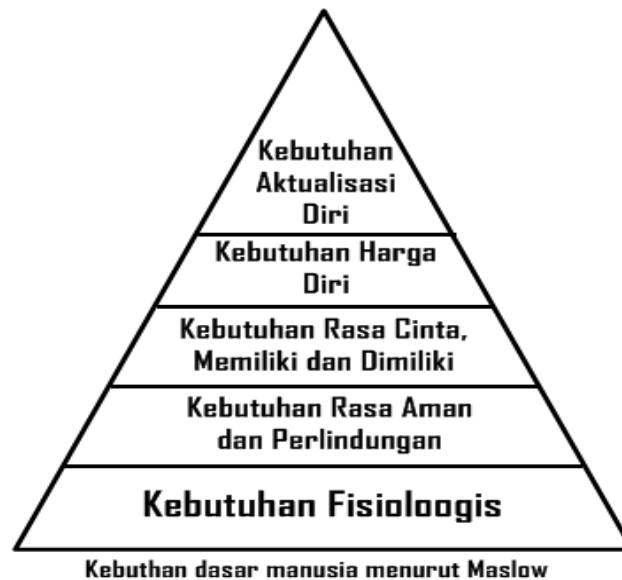 Kebutuhan
Aktualisasi
Diri
Kebutuhan Harga
Diri
Kebutuhan Rasa Cinta,
Memiliki dan Dimiliki
Kebutuhan Rasa Aman
dan Perlindungan
Kebutuhan Fisioloogis
Kebuthan dasar manusia menurut Maslow